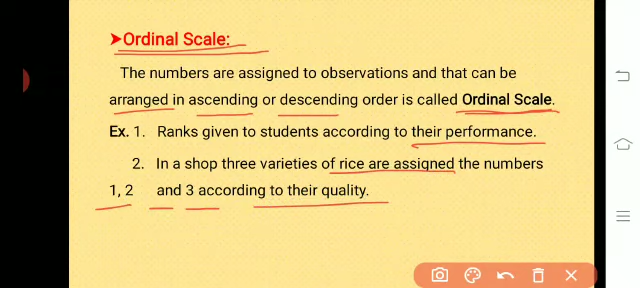 ➤Ordinal Scale:
The numbers are assigned to observations and that can be
arranged in ascending or descending order is called Ordinal Scale.
Ex. 1. Ranks given to students according to their performance.
2. In a shop three varieties of rice are assigned the numbers
1, 2 and 3 according to their quality.